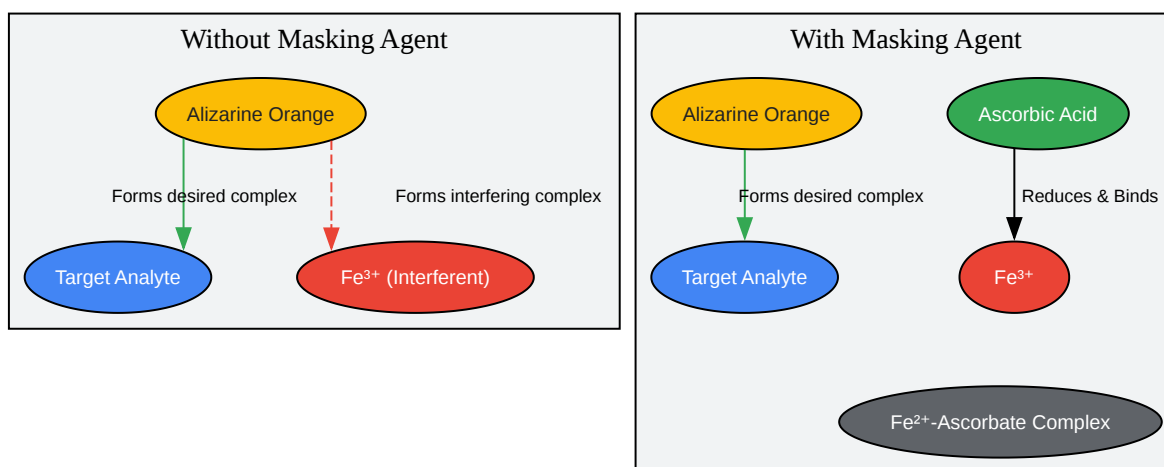 Without Masking Agent
Alizarine Orange
Forms desired complex
Forms interfering complex
Target Analyte
Fe³⁺ (Interferent)
With Masking Agent
Alizarine Orange
Ascorbic Acid
Forms desired complex
Reduces & Binds
Target Analyte
Fe³⁺
Fe²⁺-Ascorbate Complex